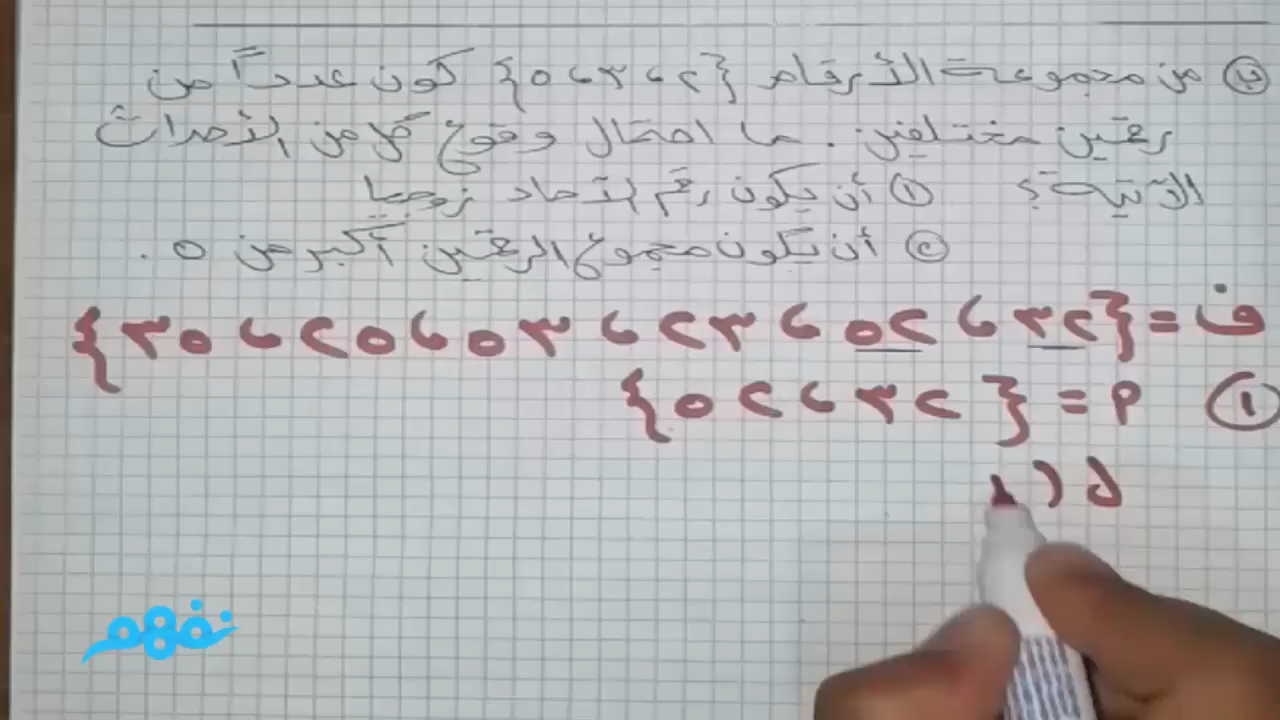 ب من مجموعة الأرقام {٢، ٣، ٥} كون عدداً من
رقمين مختلفين. ما احتمال وقوع كل من الأحداث
الآتية؟ ١ أن يكون رقم الآحاد زوجيا
٢ أن يكون مجموع الرقمين أكبر من ٥.
ف = {٣٢، ٥٢، ٢٣، ٥٣، ٢٥، ٣٥}
١ م = {٣٢، ٥٢}
ل (
نفهم